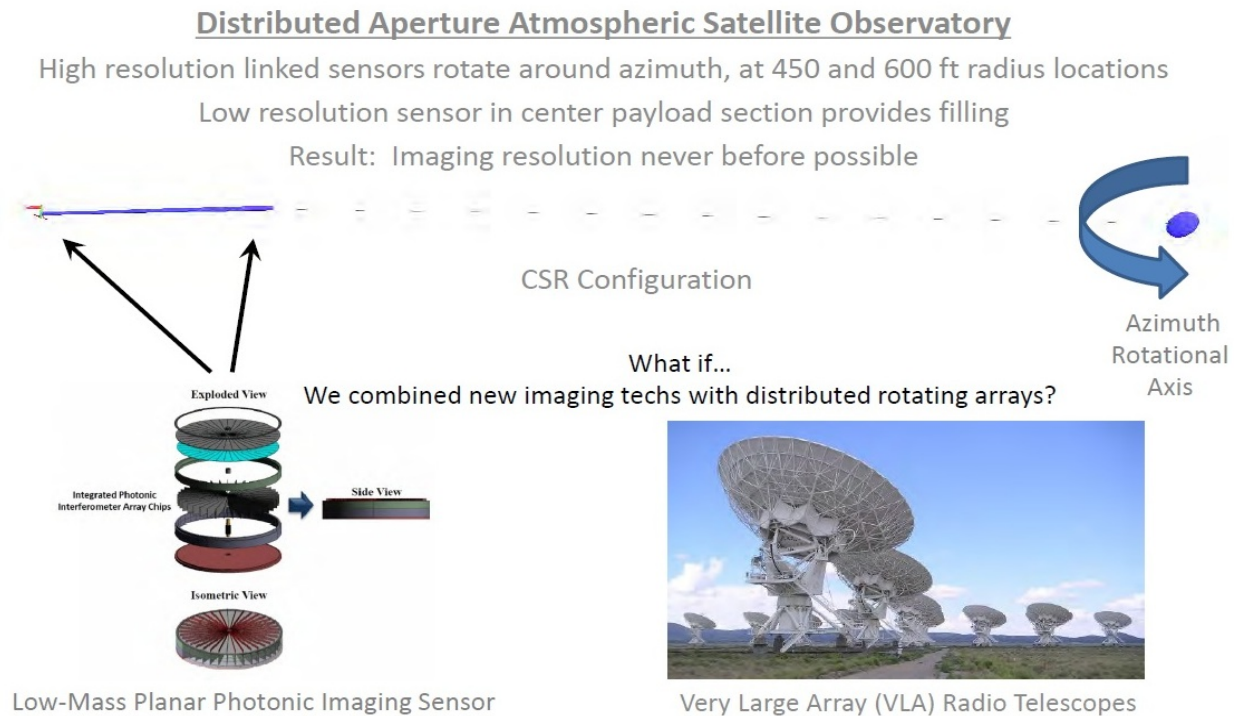 Distributed Aperture Atmospheric Satellite Observatory
High resolution linked sensors rotate around azimuth, at 450 and 600 ft radius locations
Low resolution sensor in center payload section provides filling
Result:  Imaging resolution never before possible
CSR Configuration
Azimuth
Rotational
Axis
What if...
We combined new imaging techs with distributed rotating arrays?
Exploded View
Integrated Photonic
Interferometer Array Chips
Side View
Isometric View
Low-Mass Planar Photonic Imaging Sensor
Very Large Array (VLA) Radio Telescopes